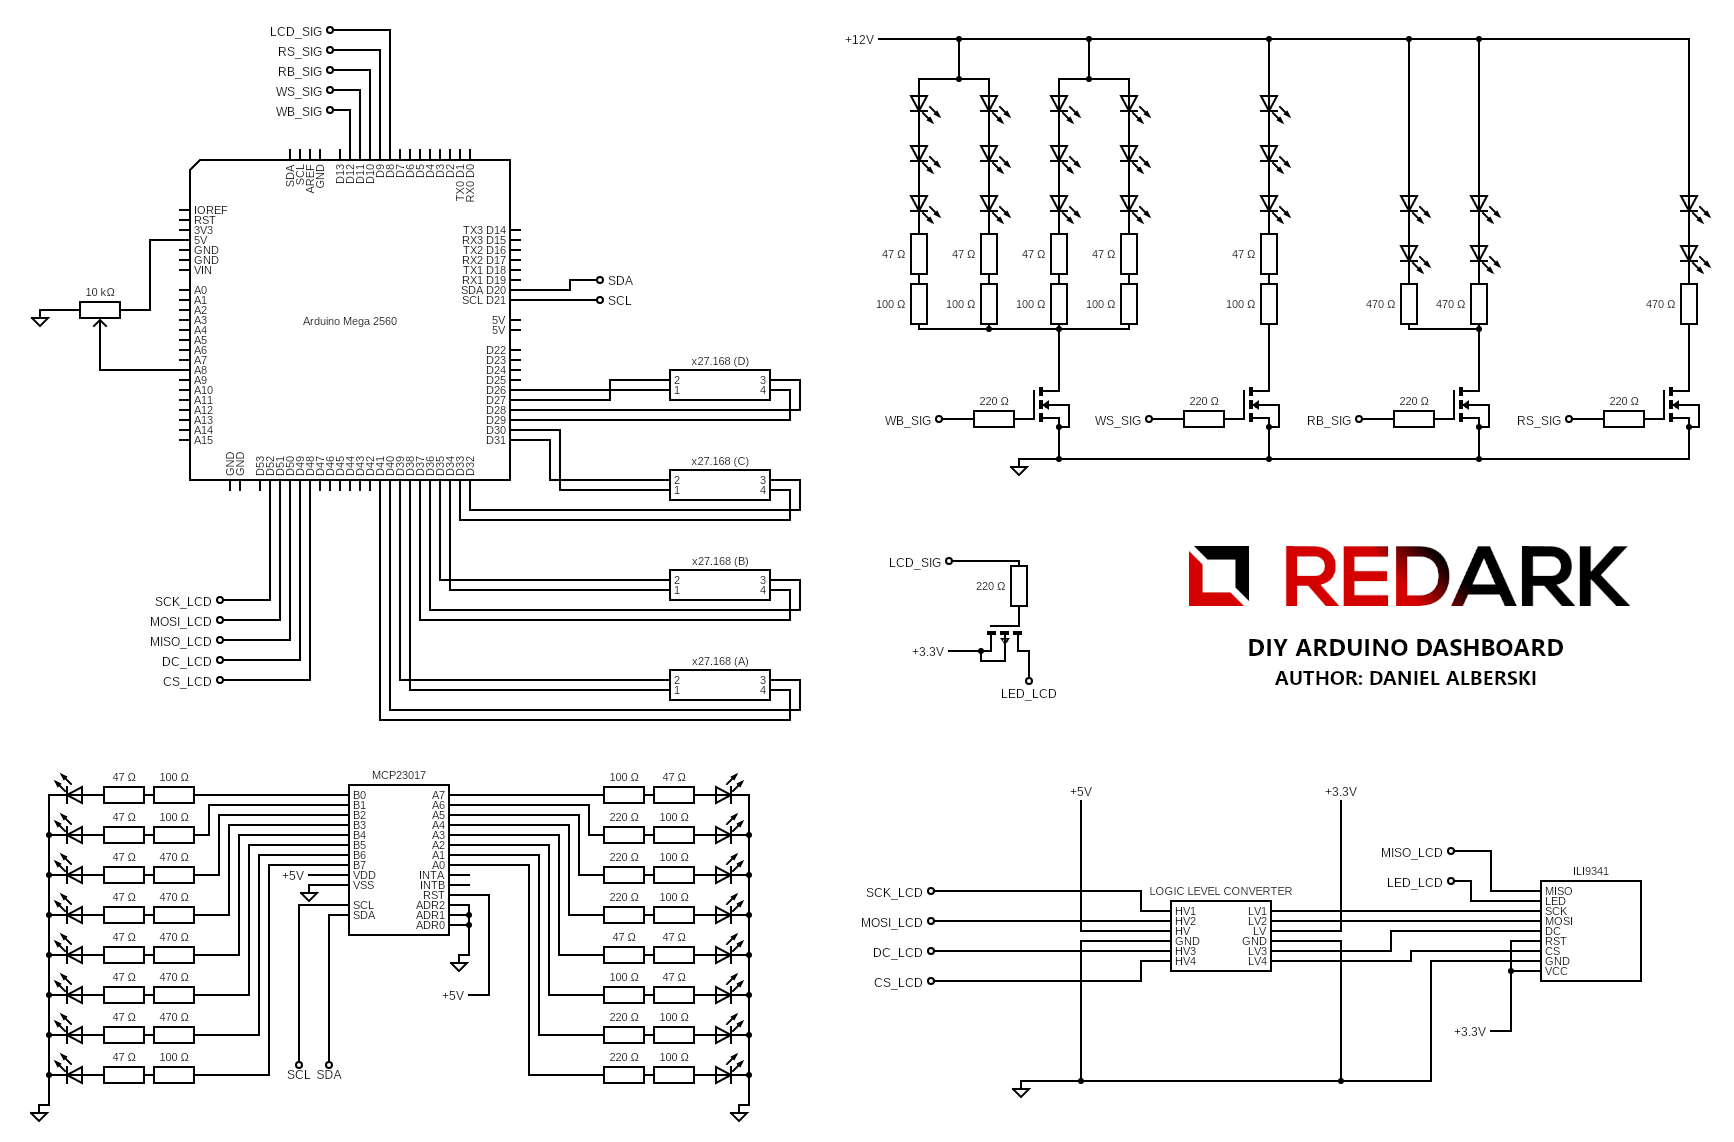 LCD_SIG
RS_SIG
RB_SIG
WS_SIG
WB_SIG
SDA
SCL
AREF
GND
D13
D12
D11
D10
D9
D8
D7
D6
D5
D4
D3
D2
TX0 D1
RX0 D0
IOREF
RST
3V3
5V
GND
GND
VIN
A0
A1
A2
A3
A4
A5
A6
A7
A8
A9
A10
A11
A12
A13
A14
A15
10 kΩ
Arduino Mega 2560
TX3 D14
RX3 D15
TX2 D16
RX2 D17
TX1 D18
RX1 D19
SDA D20
SCL D21
5V
5V
D22
D23
D24
D25
D26
D27
D28
D29
D30
D31
SDA
SCL
GND
GND
D53
D52
D51
D50
D49
D48
D47
D46
D45
D44
D43
D42
D41
D40
D39
D38
D37
D36
D35
D34
D33
D32
x27.168 (D)
2 3
1 4
x27.168 (C)
2 3
1 4
x27.168 (B)
2 3
1 4
x27.168 (A)
2 3
1 4
SCK_LCD
MOSI_LCD
MISO_LCD
DC_LCD
CS_LCD
+12V
47 Ω 47 Ω 47 Ω 47 Ω 47 Ω
100 Ω 100 Ω 100 Ω 100 Ω 100 Ω 470 Ω 470 Ω 470 Ω
220 Ω 220 Ω 220 Ω 220 Ω
WB_SIG WS_SIG RB_SIG RS_SIG
LCD_SIG
220 Ω
+3.3V
LED_LCD
REDARK
DIY ARDUINO DASHBOARD
AUTHOR: DANIEL ALBERSKI
47 Ω 100 Ω
47 Ω 100 Ω
47 Ω 470 Ω
47 Ω 470 Ω
47 Ω 470 Ω
47 Ω 470 Ω
47 Ω 470 Ω
47 Ω 100 Ω
MCP23017
B0 A7
B1 A6
B2 A5
B3 A4
B4 A3
B5 A2
B6 A1
B7 A0
VDD INTA
VSS INTB
RST
SCL ADR2
SDA ADR1
ADR0
+5V
+5V
SCL SDA
100 Ω 47 Ω
220 Ω 100 Ω
220 Ω 100 Ω
220 Ω 100 Ω
47 Ω 47 Ω
100 Ω 47 Ω
220 Ω 100 Ω
220 Ω 100 Ω
+5V
+3.3V
SCK_LCD
MOSI_LCD
DC_LCD
CS_LCD
LOGIC LEVEL CONVERTER
HV1 LV1
HV2 LV2
HV LV
GND GND
HV3 LV3
HV4 LV4
MISO_LCD
LED_LCD
ILI9341
MISO
LED
SCK
MOSI
DC
RST
CS
GND
VCC
+3.3V